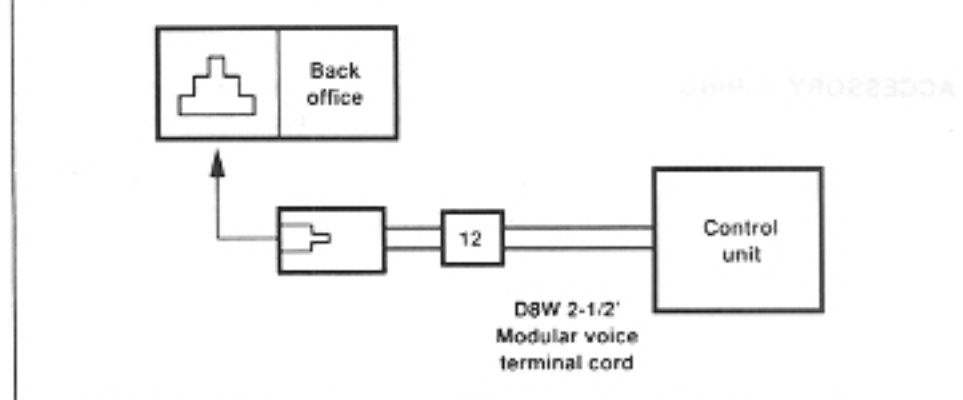 Back
office
12
Control
unit
D8W 2-1/2'
Modular voice
terminal cord